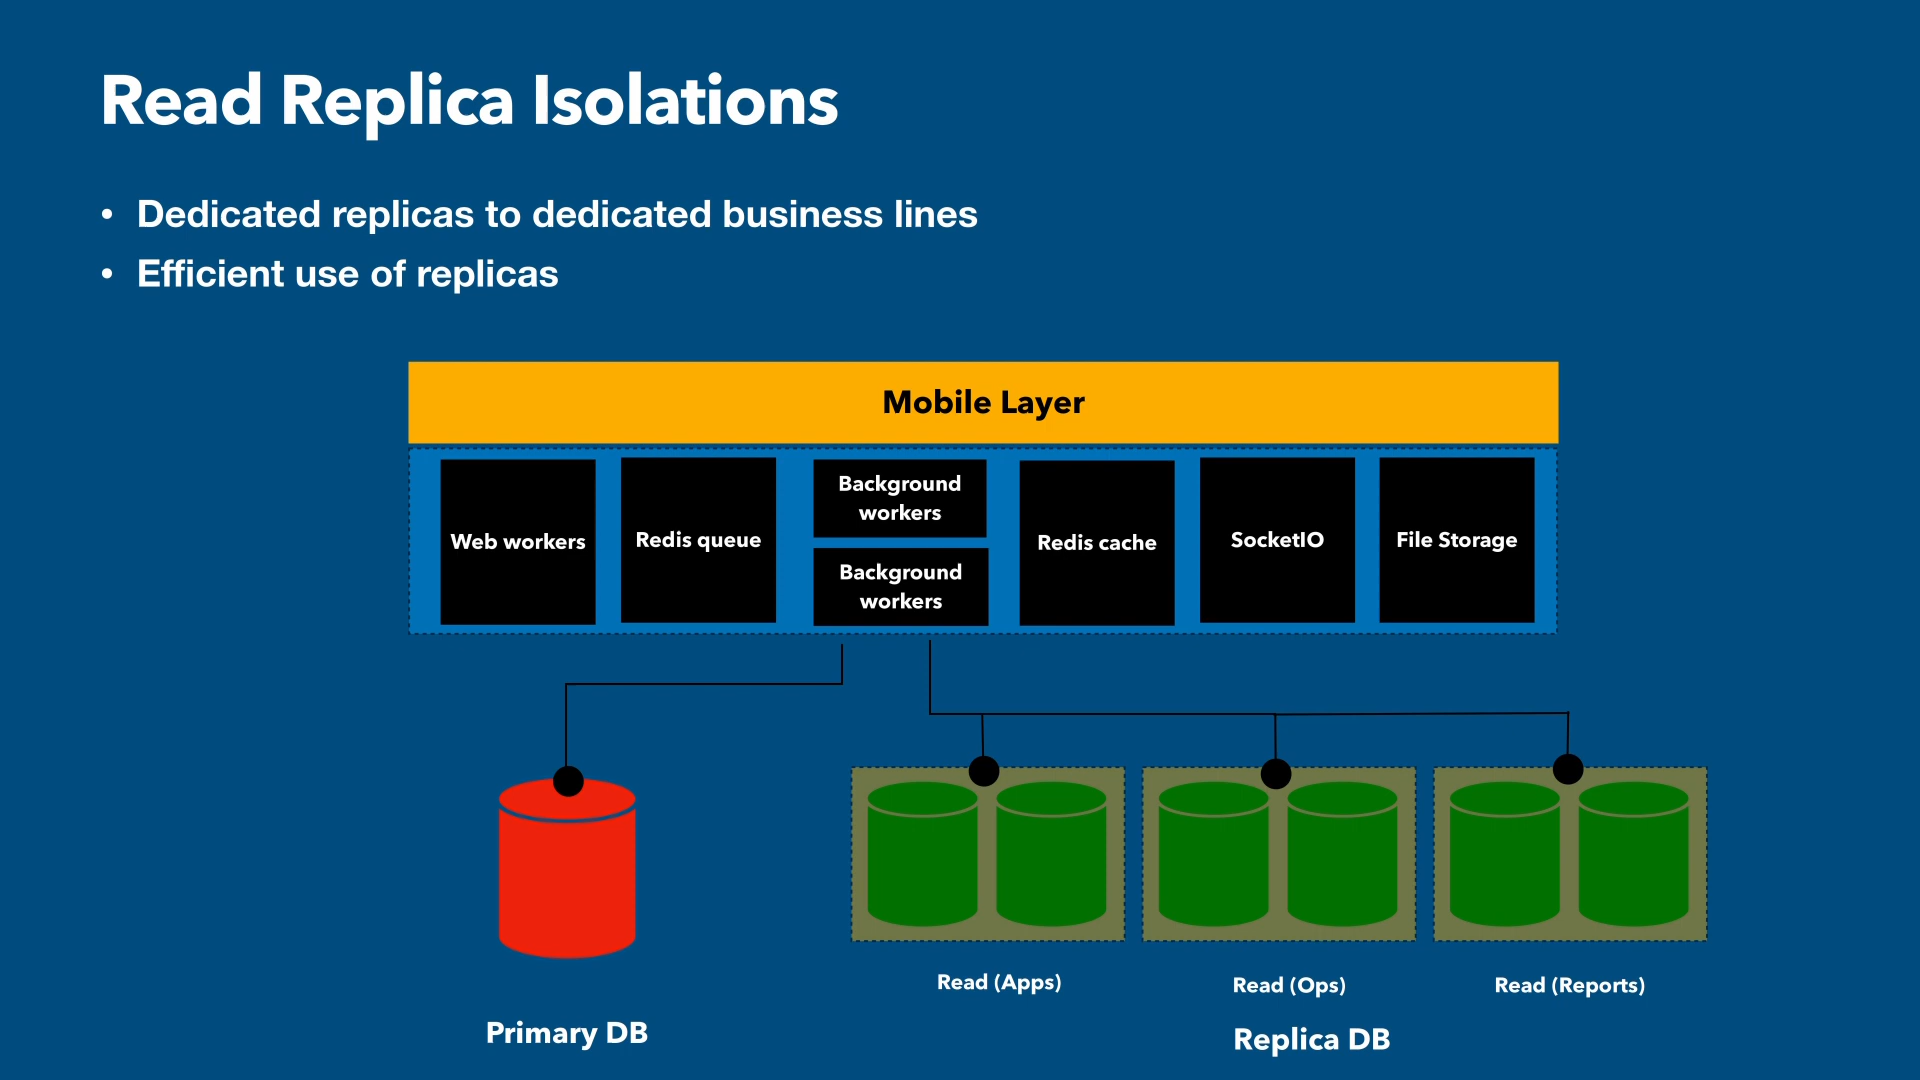 Read Replica Isolations
• Dedicated replicas to dedicated business lines
• Efficient use of replicas
Mobile Layer
Web workers
Redis queue
Background
workers
Background
workers
Redis cache
SocketIO
File Storage
Read (Apps)
Read (Ops)
Read (Reports)
Primary DB
Replica DB